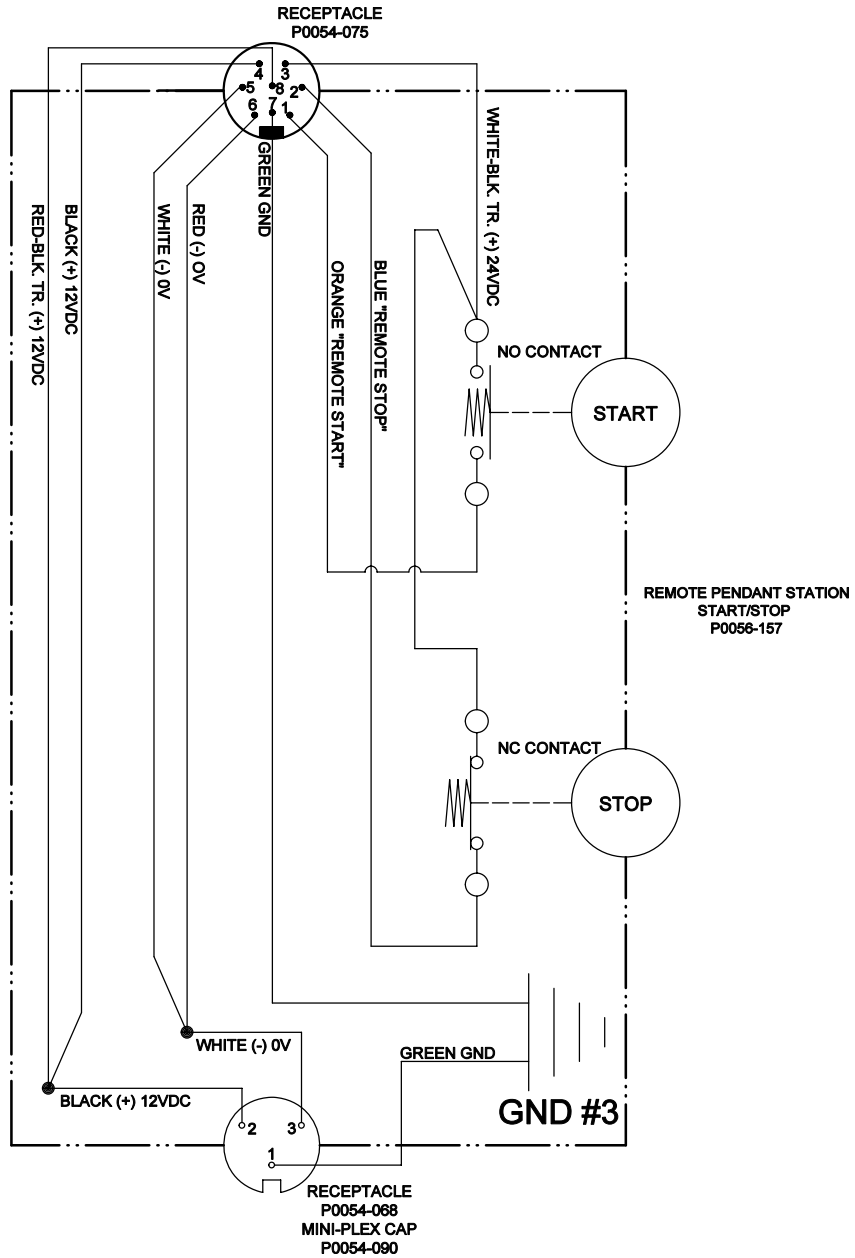 RECEPTACLE
P0054-075
4
3
5
8
2
6
7
1
GREEN GND
WHITE-BLK. TR. (+) 24VDC
RED-BLK. TR. (+) 12VDC
BLACK (+) 12VDC
WHITE (-) 0V
RED (-) OV
ORANGE "REMOTE START"
BLUE "REMOTE STOP"
NO CONTACT
START
REMOTE PENDANT STATION
START/STOP
P0056-157
NC CONTACT
STOP
WHITE (-) 0V
GREEN GND
BLACK (+) 12VDC
GND #3
2
3
1
RECEPTACLE
P0054-068
MINI-PLEX CAP
P0054-090